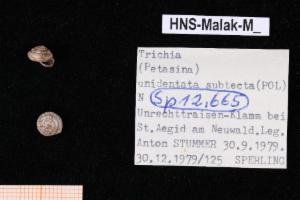 HNS-Malak-M_
Trichia
(Petasina)
unidentata subtecta(POL)
N Sp12,665
Unrechttraisen-Klamm bei
St.Aegid am Neuwald.Leg.
Anton STUMMER 30.9.1979.
30.12.1979/125 SPERLING